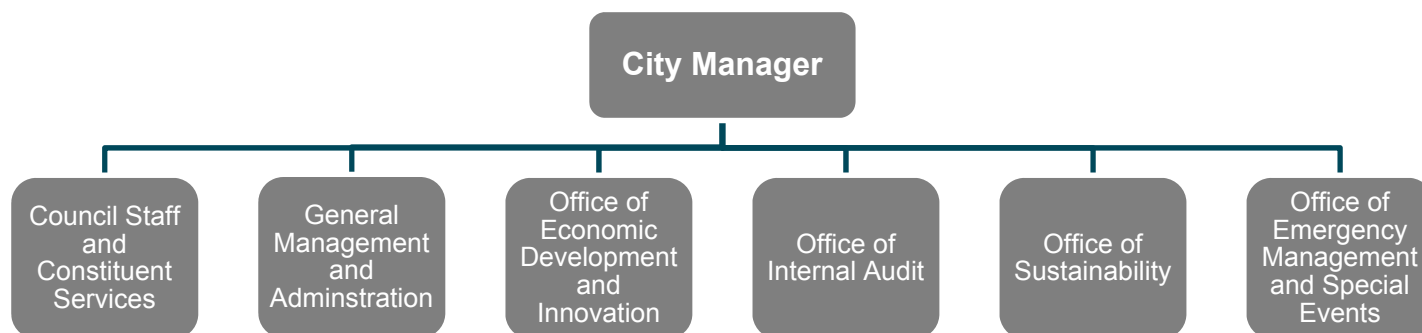 City Manager
Council Staff
and
Constituent
Services
General
Management
and
Adminstration
Office of
Economic
Development
and
Innovation
Office of
Internal Audit
Office of
Sustainability
Office of
Emergency
Management
and Special
Events